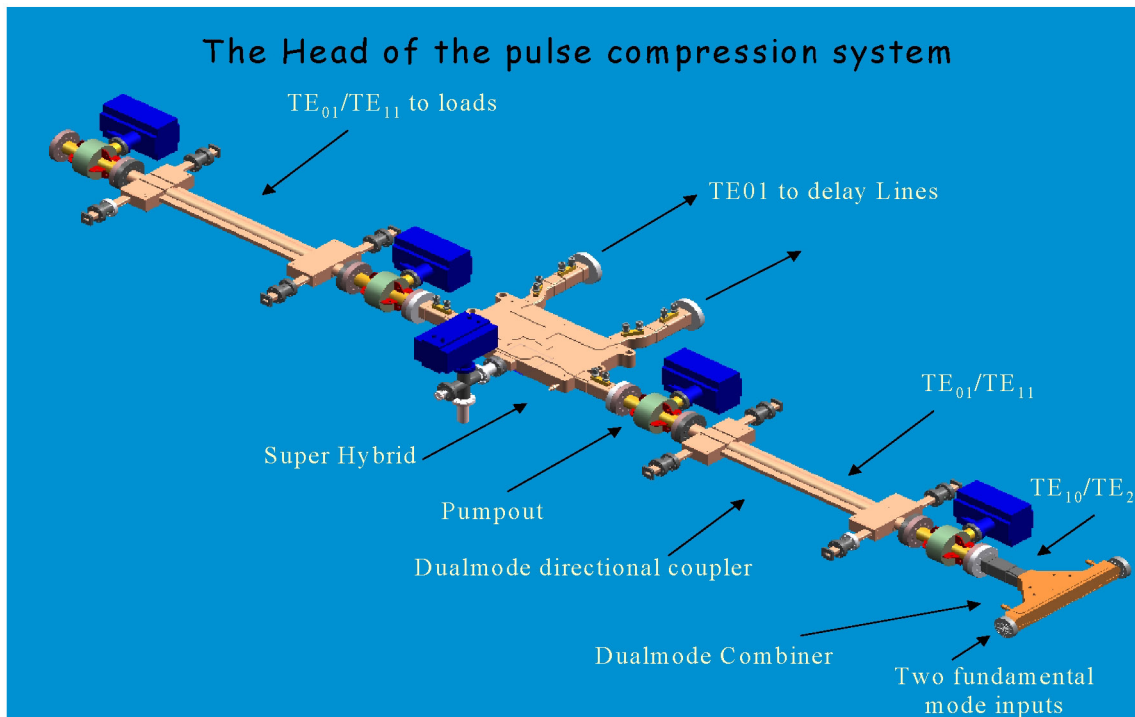 The Head of the pulse compression system
TE₀₁/TE₁₁ to loads
TE01 to delay Lines
TE₀₁/TE₁₁
Super Hybrid
TE₁₀/TE₂
Pumpout
Dualmode directional coupler
Dualmode Combiner
Two fundamental
mode inputs